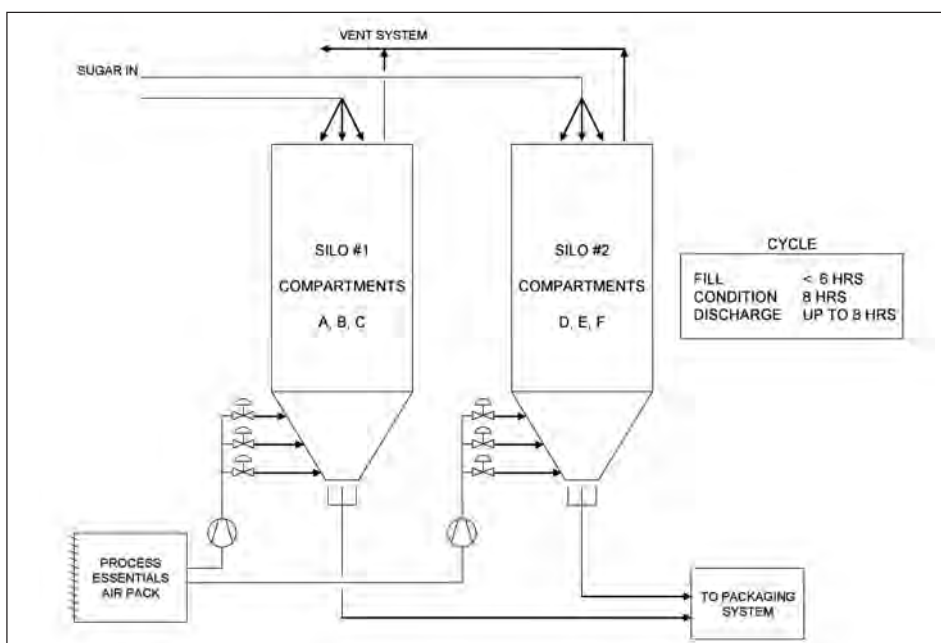 VENT SYSTEM
SUGAR IN
SILO #1
COMPARTMENTS
A, B, C
SILO #2
COMPARTMENTS
D, E, F
CYCLE
FILL < 6 HRS
CONDITION 8 HRS
DISCHARGE UP TO 8 HRS
PROCESS
ESSENTIALS
AIR PACK
TO PACKAGING
SYSTEM